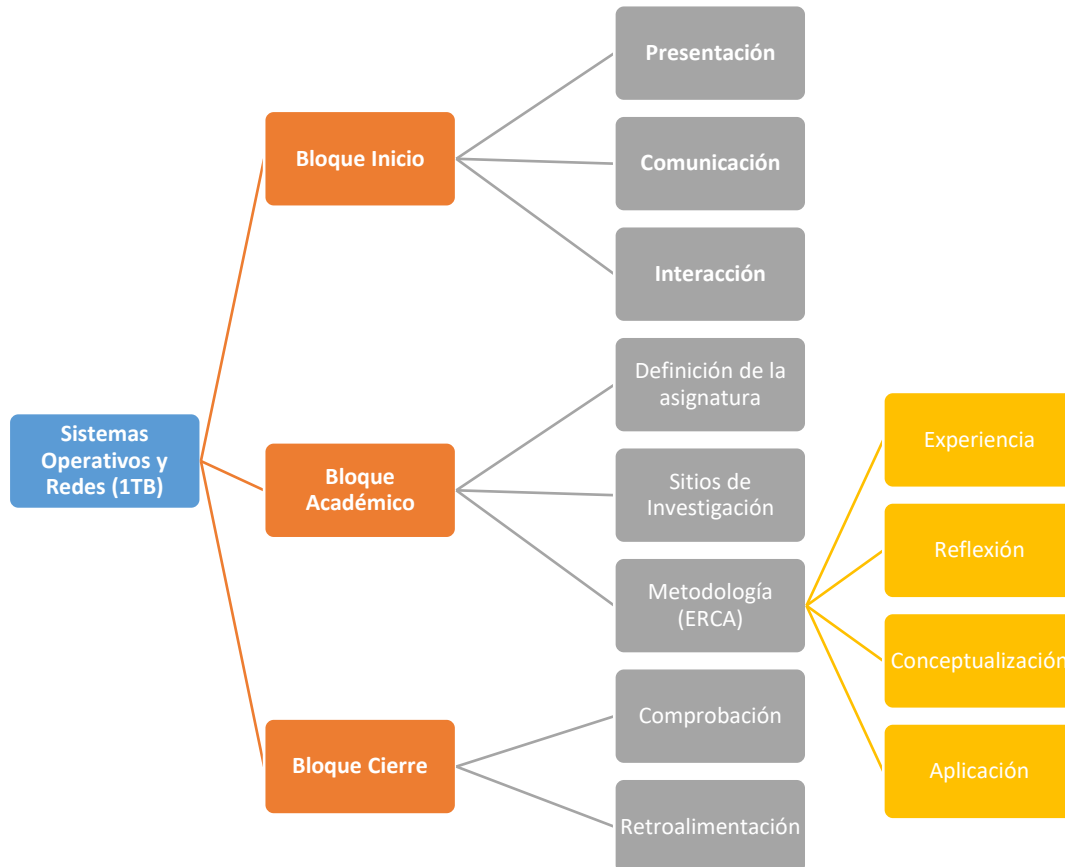 Presentación
Bloque Inicio
Comunicación
Interacción
Definición de la
asignatura
Sistemas
Operativos y
Redes (1TB)
Bloque
Académico
Sitios de
Investigación
Metodología
(ERCA)
Experiencia
Reflexión
Conceptualización
Aplicación
Bloque Cierre
Comprobación
Retroalimentación